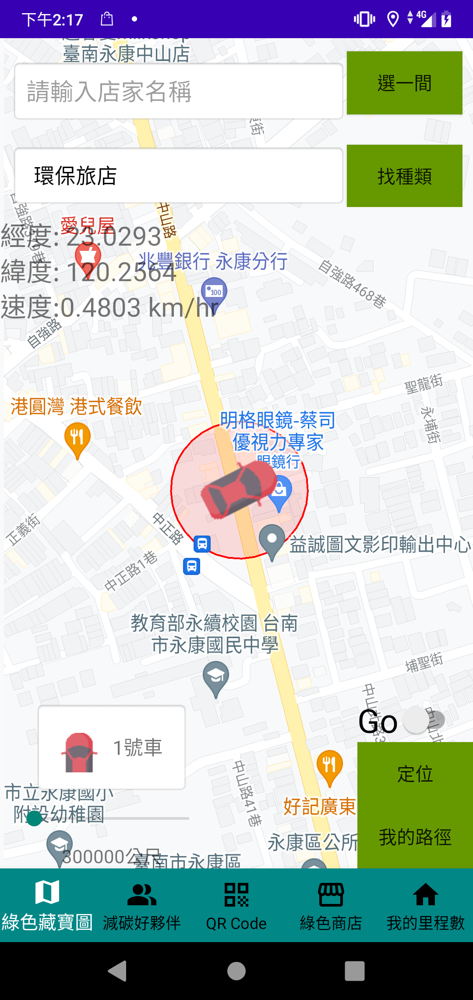 下午2:17
4G
臺南永康中山店
請輸入店家名稱
選一間
環保旅店
找種類
中山路
愛兒屋
經度: 23.0293
兆豐銀行 永康分行
緯度: 120.2564
100
自強路468巷
速度:0.4803 km/hr
自強路
聖龍街
港圓灣 港式餐飲
永埔街
明格眼鏡-蔡司
優視力專家
眼鏡行
正義街
中正路
益誠圖文影印輸出中心
中正路1巷
教育部永續校園 台南
市永康國民中學
埔聖街
Go
1號車
定位
中山路41巷
市立永康國小
附設幼稚園
好記廣東
我的路徑
永康區公所
300000公尺
臺南市永康區
綠色藏寶圖
減碳好夥伴
QR Code
綠色商店
我的里程數